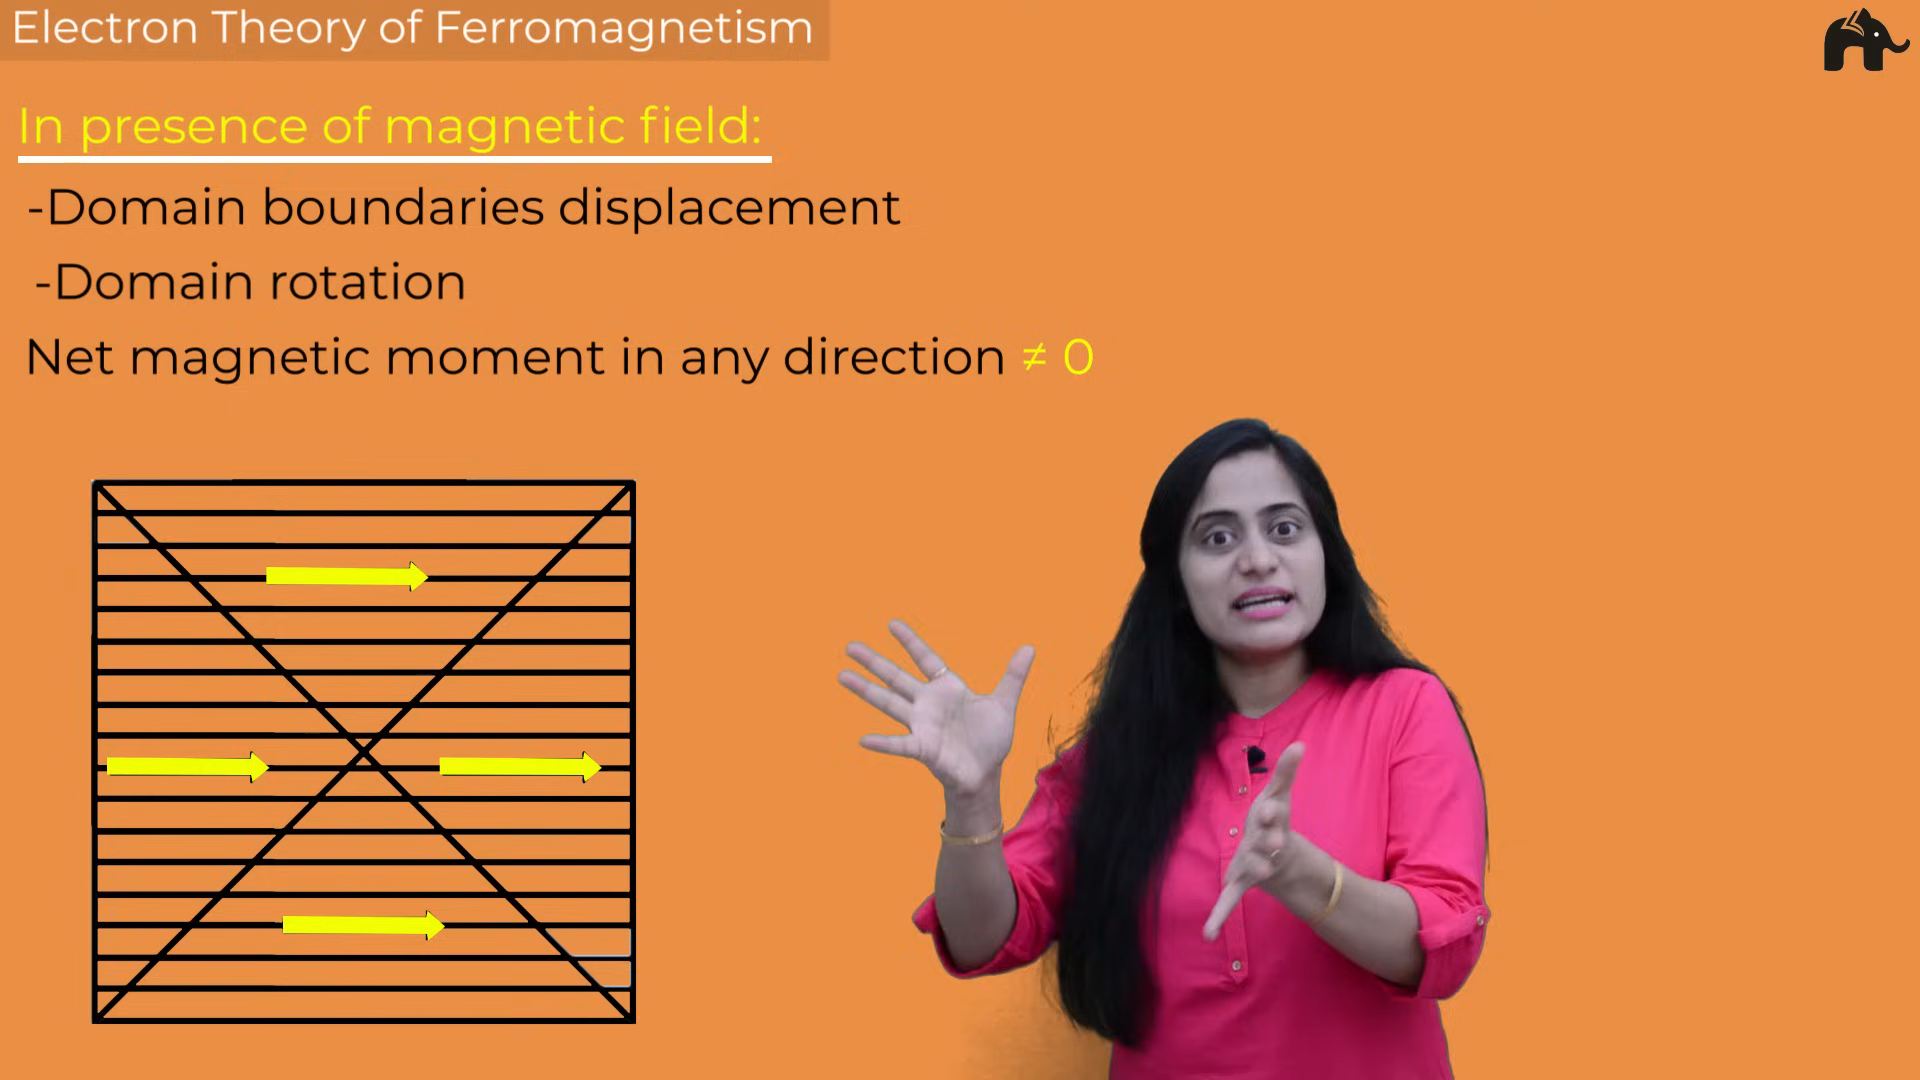 Electron Theory of Ferromagnetism
In presence of magnetic field:
-Domain boundaries displacement
-Domain rotation
Net magnetic moment in any direction ≠ 0